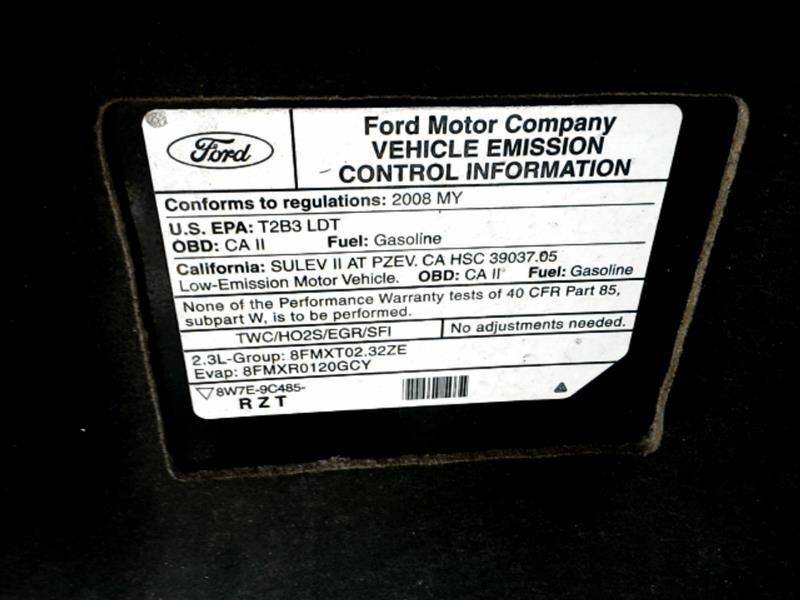 Ford
Ford Motor Company
VEHICLE EMISSION
CONTROL INFORMATION
Conforms to regulations: 2008 MY
U.S. EPA: T2B3 LDT
OBD: CA II Fuel: Gasoline
California: SULEV II AT PZEV. CA HSC 39037.05
Low-Emission Motor Vehicle. OBD: CA II Fuel: Gasoline
None of the Performance Warranty tests of 40 CFR Part 85,
subpart W, is to be performed.
TWC/HO2S/EGR/SFI No adjustments needed.
2.3L-Group: 8FMXT02.32ZE
Evap: 8FMXR0120GCY
8W7E-9C485-
RZT